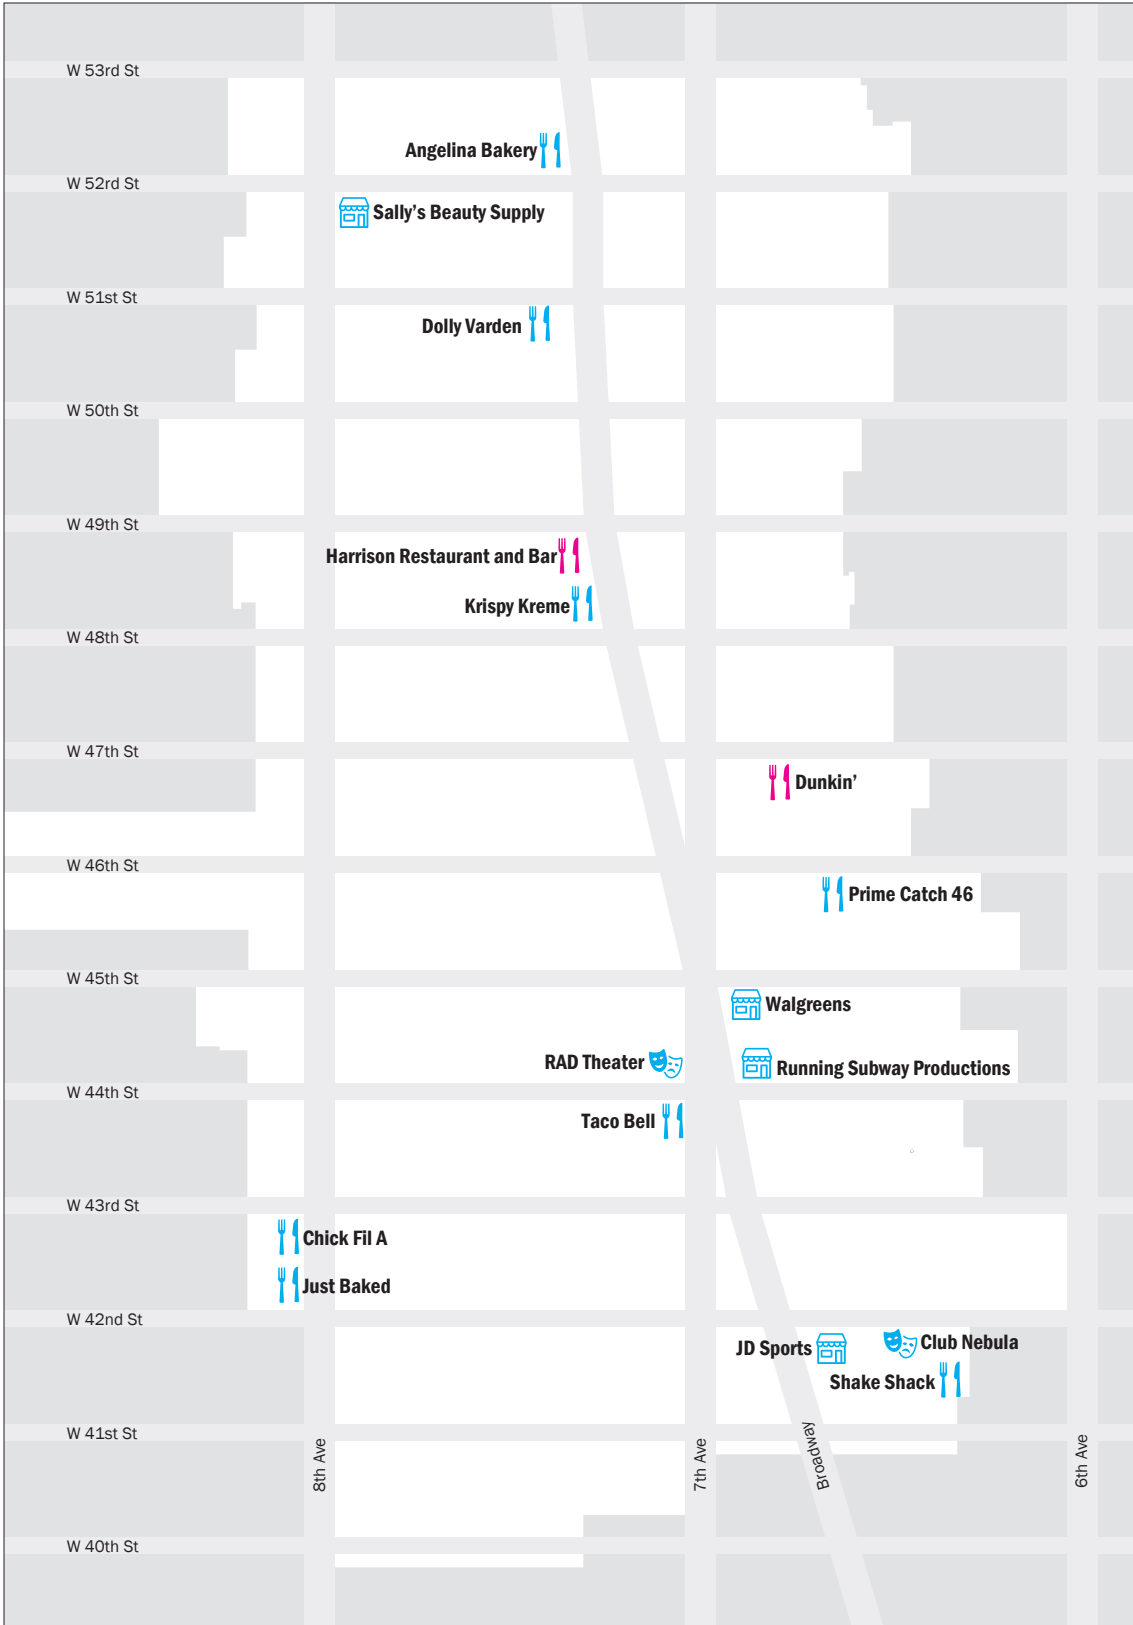 W 53rd St
Angelina Bakery
W 52rd St
Sally's Beauty Supply
W 51st St
Dolly Varden
W 50th St
W 49th St
Harrison Restaurant and Bar
Krispy Kreme
W 48th St
W 47th St
Dunkin'
W 46th St
Prime Catch 46
W 45th St
Walgreens
RAD Theater
Running Subway Productions
W 44th St
Taco Bell
W 43rd St
Chick Fil A
Just Baked
W 42nd St
Club Nebula
JD Sports
Shake Shack
W 41st St
8th Ave
7th Ave
Broadway
6th Ave
W 40th St